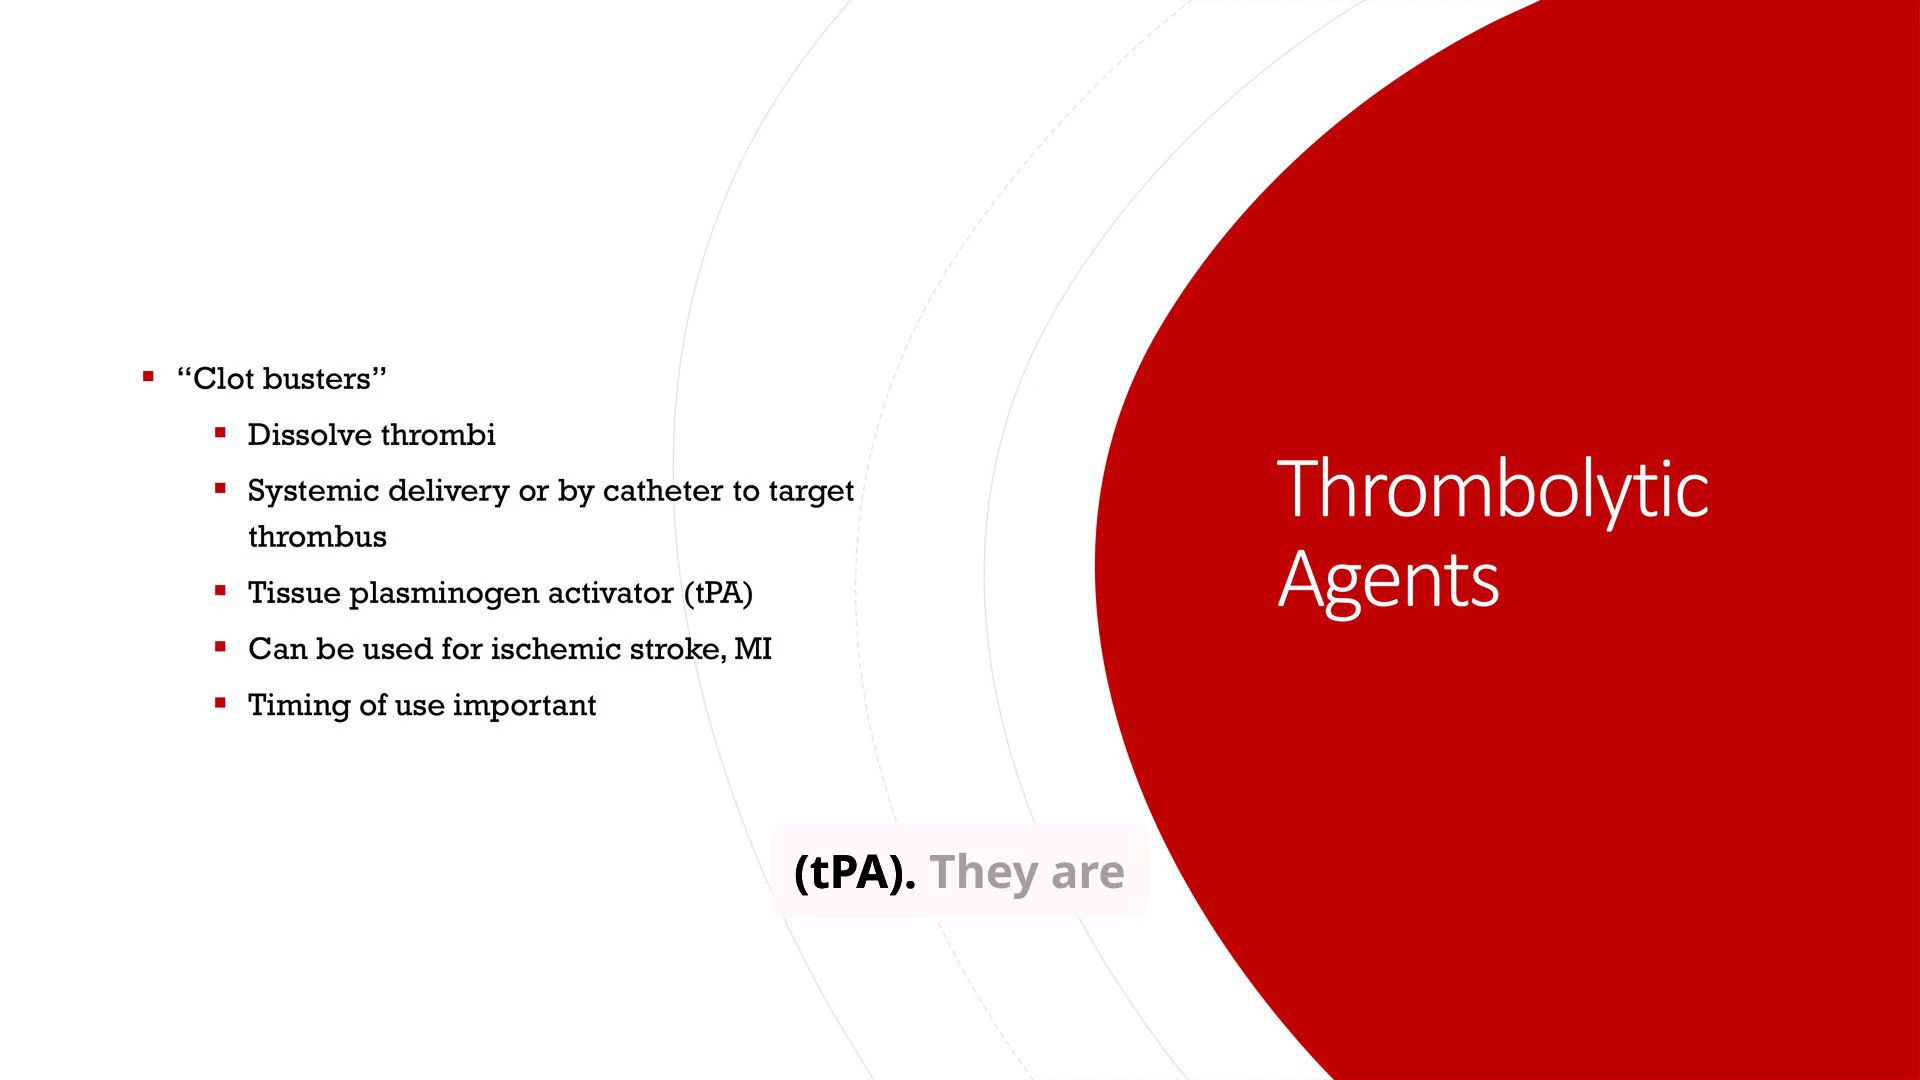 “Clot busters”
Dissolve thrombi
Systemic delivery or by catheter to target
thrombus
Tissue plasminogen activator (tPA)
Can be used for ischemic stroke, MI
Timing of use important
Thrombolytic
Agents
(tPA). They are